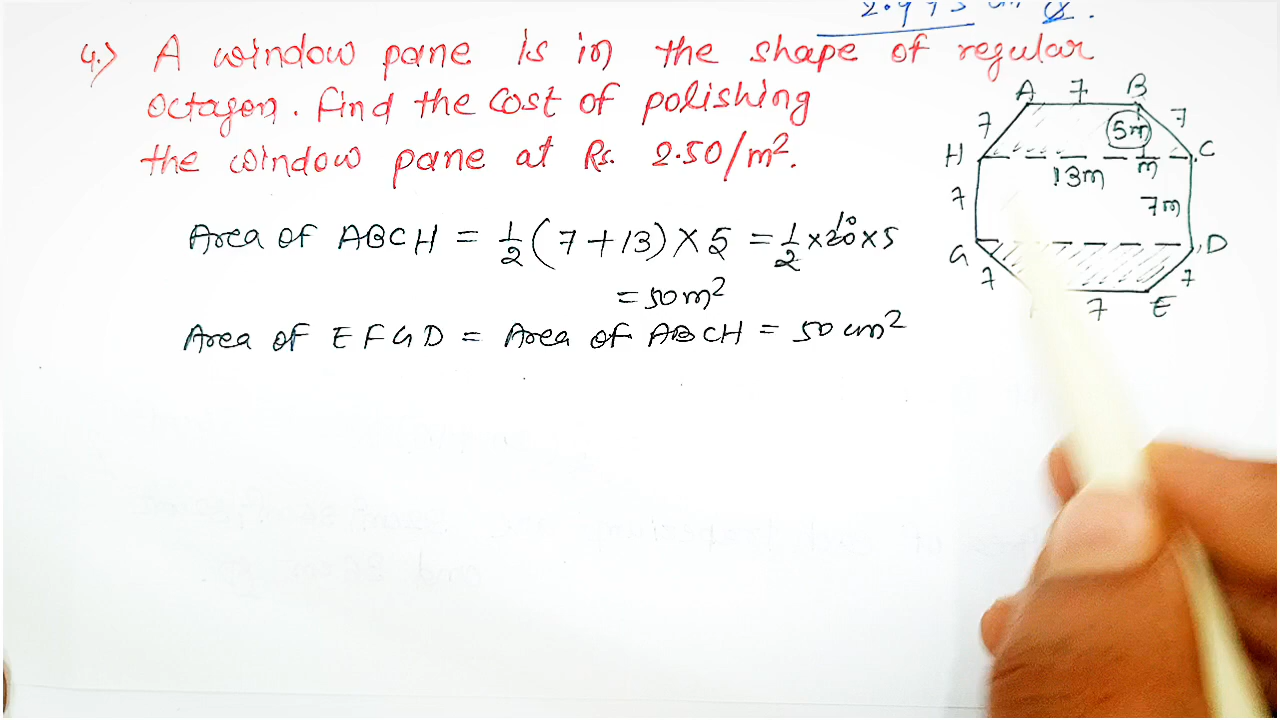 4.) A window pane is in the shape of regular
octagon. Find the cost of polishing
the window pane at Rs. 2.50/m².
A 7 B
7 5m 7
H C
13m m
7 7m
G D
7 7
7 E
Area of ABCH = 1/2 (7+13) × 5 = 1/2 × 20 10 × 5
= 50m²
Area of EFGD = Area of ABCH = 50 cm²